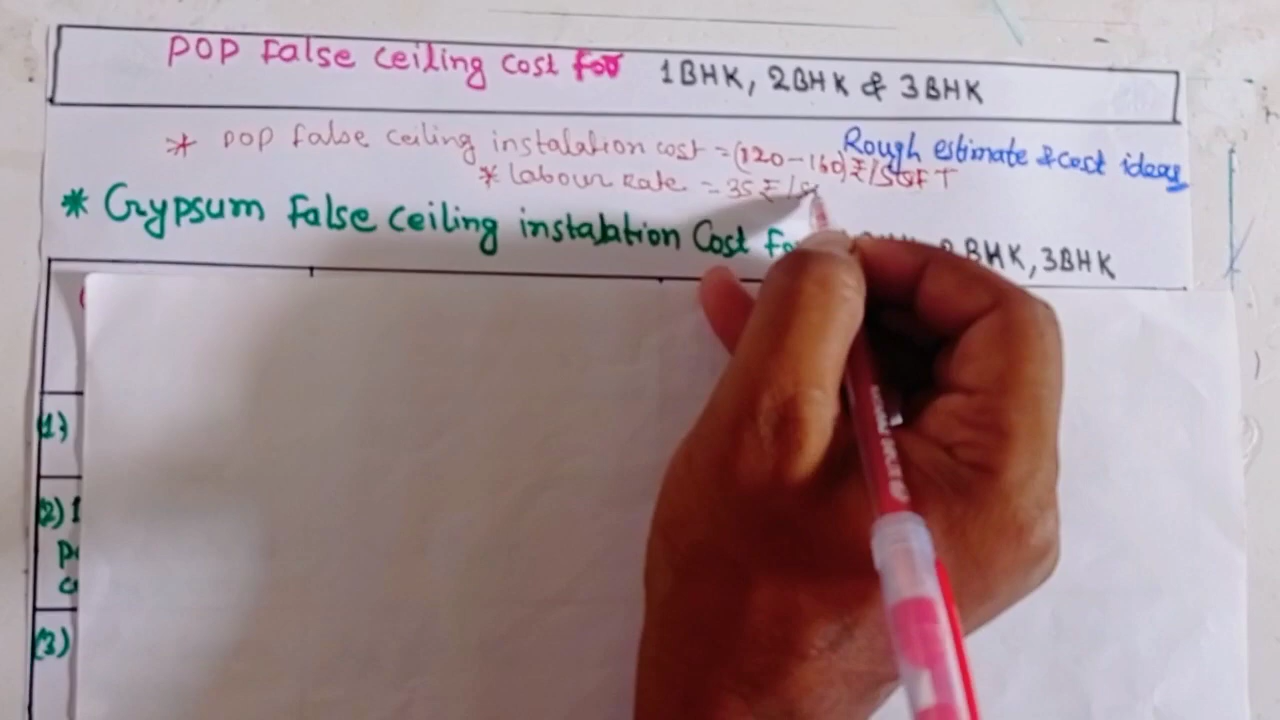 POP False ceiling cost for 1BHK, 2BHK & 3BHK
* POP false ceiling instalation cost = (120-160)₹/SQFT
Rough estimate & cost ideas
* Labour Rate = 35₹/S
* Gypsum False ceiling instalation Cost For BHK, 3BHK
(1)
(2)
(3)